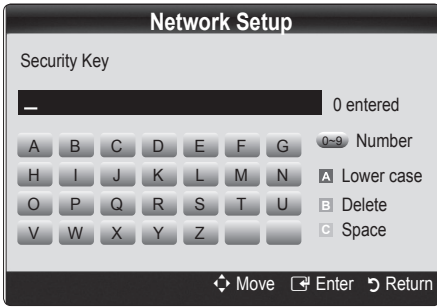 Network Setup
Security Key
_ 0 entered
A B C D E F G 0~9 Number
H I J K L M N A Lower case
O P Q R S T U B Delete
V W X Y Z C Space
Move Enter Return